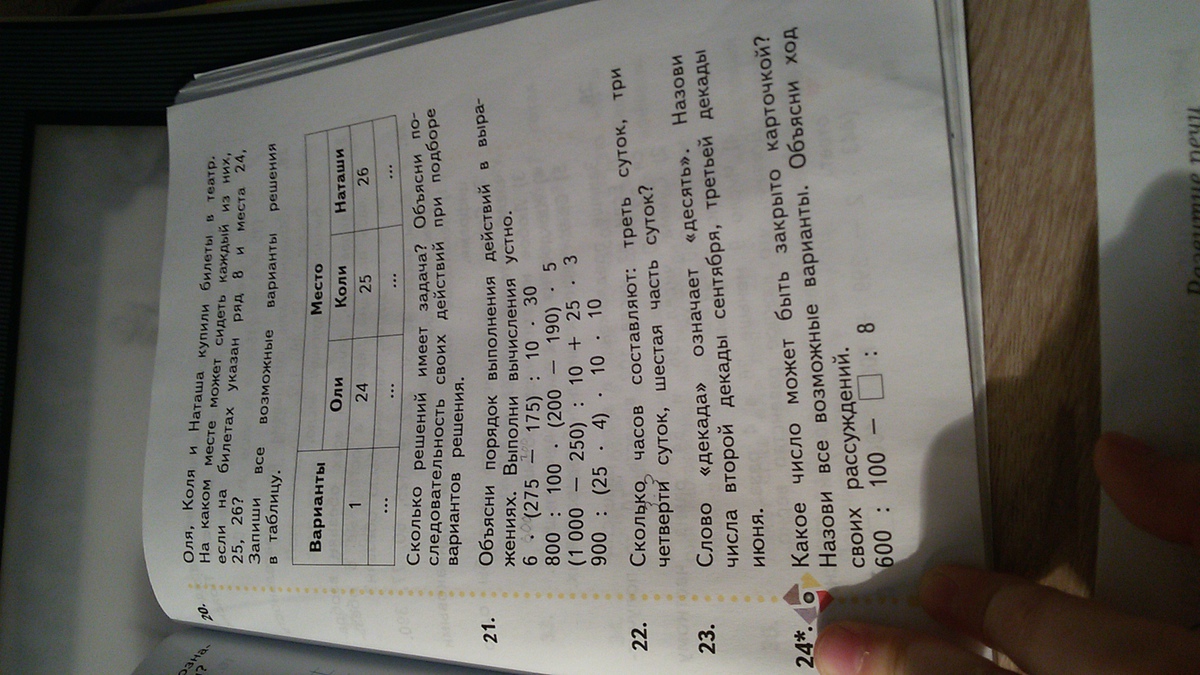 озна-
и?
20. Оля, Коля и Наташа купили билеты в театр.
На каком месте может сидеть каждый из них,
если на билетах указан ряд 8 и места 24,
25, 26?
Запиши все возможные варианты решения
в таблицу.
Варианты Место
Оли Коли Наташи
1 24 25 26
... ... ... ...
Сколько решений имеет задача? Объясни по-
следовательность своих действий при подборе
вариантов решения.
21. Объясни порядок выполнения действий в выра-
жениях. Выполни вычисления устно.
6 · (275 − 175) : 10 · 30
800 : 100 · (200 − 190) · 5
(1 000 − 250) : 10 + 25 · 3
900 : (25 · 4) · 10 · 10
22. Сколько часов составляют: треть суток, три
четверти суток, шестая часть суток?
23. Слово «декада» означает «десять». Назови
числа второй декады сентября, третьей декады
июня.
24*. Какое число может быть закрыто карточкой?
Назови все возможные варианты. Объясни ход
своих рассуждений.
600 : 100 − □ : 8